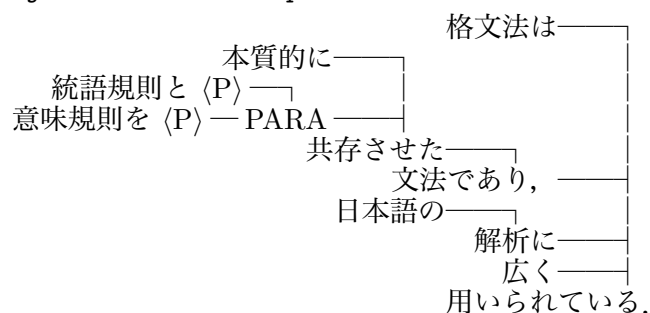 格文法は
本質的に
統語規則と 〈P〉
意味規則を 〈P〉 PARA
共存させた
文法であり，
日本語の
解析に
広く
用いられている．